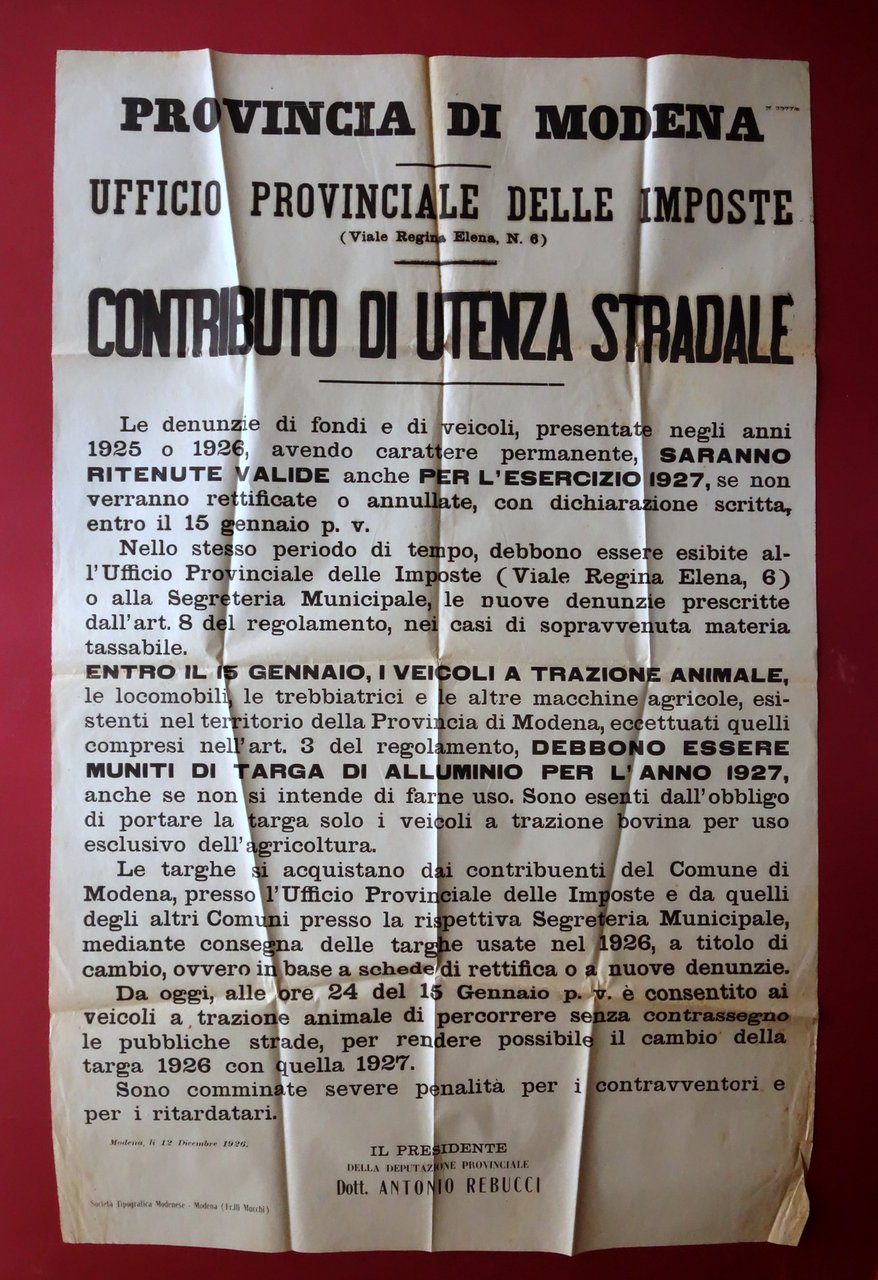 PROVINCIA DI MODENA
UFFICIO PROVINCIALE DELLE IMPOSTE
(Viale Regina Elena, N. 6)
CONTRIBUTO DI UTENZA STRADALE
Le denunzie di fondi e di veicoli, presentate negli anni
1925 o 1926, avendo carattere permanente, SARANNO
RITENUTE VALIDE anche PER L'ESERCIZIO 1927, se non
verranno rettificate o annullate, con dichiarazione scritta,
entro il 15 gennaio p. v.
Nello stesso periodo di tempo, debbono essere esibite al-
l'Ufficio Provinciale delle Imposte (Viale Regina Elena, 6)
o alla Segreteria Municipale, le nuove denunzie prescritte
dall'art. 8 del regolamento, nei casi di sopravvenuta materia
tassabile.
ENTRO IL 15 GENNAIO, I VEICOLI A TRAZIONE ANIMALE,
le locomobili, le trebbiatrici e le altre macchine agricole, esi-
stenti nel territorio della Provincia di Modena, eccettuati quelli
compresi nell'art. 3 del regolamento, DEBBONO ESSERE
MUNITI DI TARGA DI ALLUMINIO PER L'ANNO 1927,
anche se non si intende di farne uso. Sono esenti dall'obbligo
di portare la targa solo i veicoli a trazione bovina per uso
esclusivo dell'agricoltura.
Le targhe si acquistano dai contribuenti del Comune di
Modena, presso l'Ufficio Provinciale delle Imposte e da quelli
degli altri Comuni presso la rispettiva Segreteria Municipale,
mediante consegna delle targhe usate nel 1926, a titolo di
cambio, ovvero in base a schede di rettifica o a nuove denunzie.
Da oggi, alle ore 24 del 15 Gennaio p. v. è consentito ai
veicoli a trazione animale di percorrere senza contrassegno
le pubbliche strade, per rendere possibile il cambio della
targa 1926 con quella 1927.
Sono comminate severe penalità per i contravventori e
per i ritardatari.
Modena, li 12 Dicembre 1926.
IL PRESIDENTE
DELLA DEPUTAZIONE PROVINCIALE
Dott. ANTONIO REBUCCI
Società Tipografica Modenese - Modena (Fr.lli Mucchi)